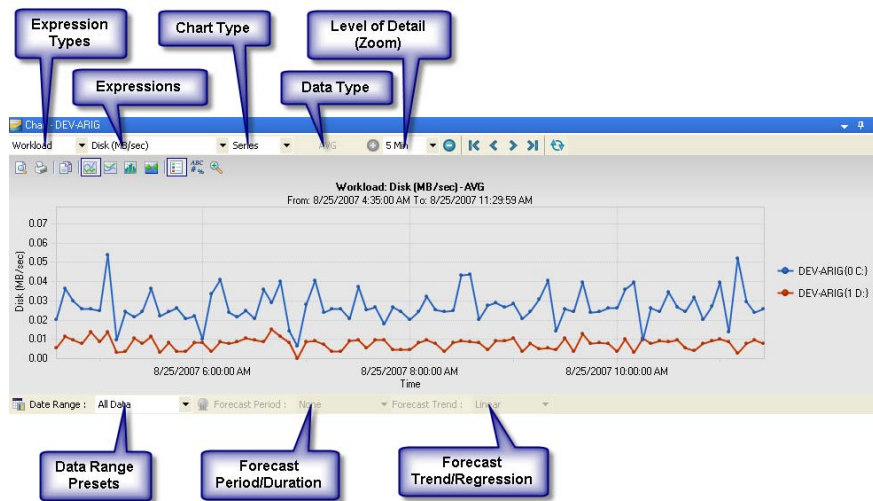 Expression
Types
Chart Type
Level of Detail
(Zoom)
Expressions
Data Type
Chart - DEV-ARIG
Workload
Disk (MB/sec)
Series
AVG
5 Min
ABC
#%
Workload: Disk (MB/sec) - AVG
From: 8/25/2007 4:35:00 AM To: 8/25/2007 11:29:59 AM
Disk (MB/sec)
0.07
0.06
0.05
0.04
0.03
0.02
0.01
0.00
DEV-ARIG(0 C:)
DEV-ARIG(1 D:)
8/25/2007 6:00:00 AM
8/25/2007 8:00:00 AM
8/25/2007 10:00:00 AM
Time
Date Range :
All Data
Forecast Period :
None
Forecast Trend :
Linear
Data Range
Presets
Forecast
Period/Duration
Forecast
Trend/Regression